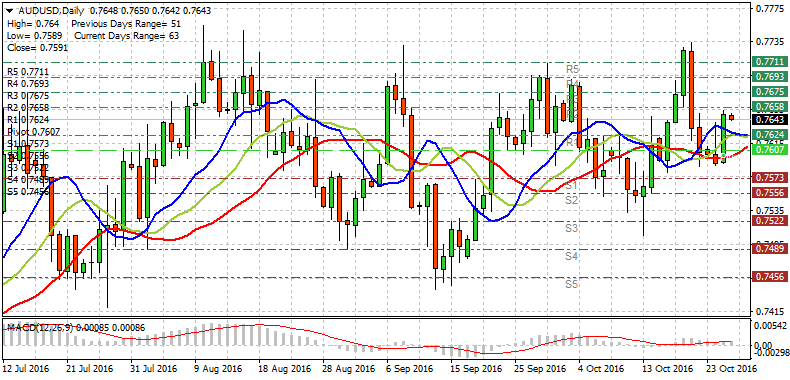 AUDUSD,Daily 0.7648 0.7650 0.7642 0.7643
High= 0.764 Previous Days Range= 51
Low= 0.7589 Current Days Range= 63
Close= 0.7591
R5 0.7711
R4 0.7693
R3 0.7675
R2 0.7658
R1 0.7624
Pivot 0.7607
S5 0.7456
R5
S1
S2
S3
S4
S5
0.7775
0.7735
0.7711
0.7693
0.7675
0.7658
0.7643
0.7624
0.7607
0.7573
0.7556
0.7535
0.7522
0.7489
0.7456
0.7415
MACD(12,26,9) 0.00085 0.00086
0.00542
0.00
-0.00298
12 Jul 2016
21 Jul 2016
31 Jul 2016
9 Aug 2016
18 Aug 2016
28 Aug 2016
6 Sep 2016
15 Sep 2016
25 Sep 2016
4 Oct 2016
13 Oct 2016
23 Oct 2016